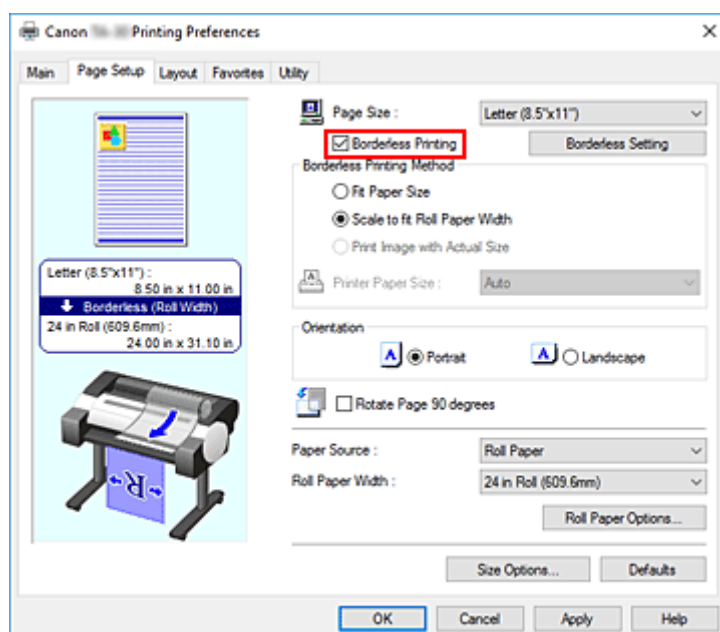 Canon Printing Preferences
Main Page Setup Layout Favorites Utility
Page Size : Letter (8.5"x11")
Borderless Printing Borderless Setting
Borderless Printing Method
Fit Paper Size
Scale to fit Roll Paper Width
Print Image with Actual Size
Printer Paper Size : Auto
Letter (8.5"x11") :
8.50 in x 11.00 in
Borderless (Roll Width)
24 in Roll (609.6mm) :
24.00 in x 31.10 in
Orientation
A Portrait A Landscape
Rotate Page 90 degrees
Paper Source : Roll Paper
Roll Paper Width : 24 in Roll (609.6mm)
Roll Paper Options...
R
Size Options... Defaults
OK Cancel Apply Help